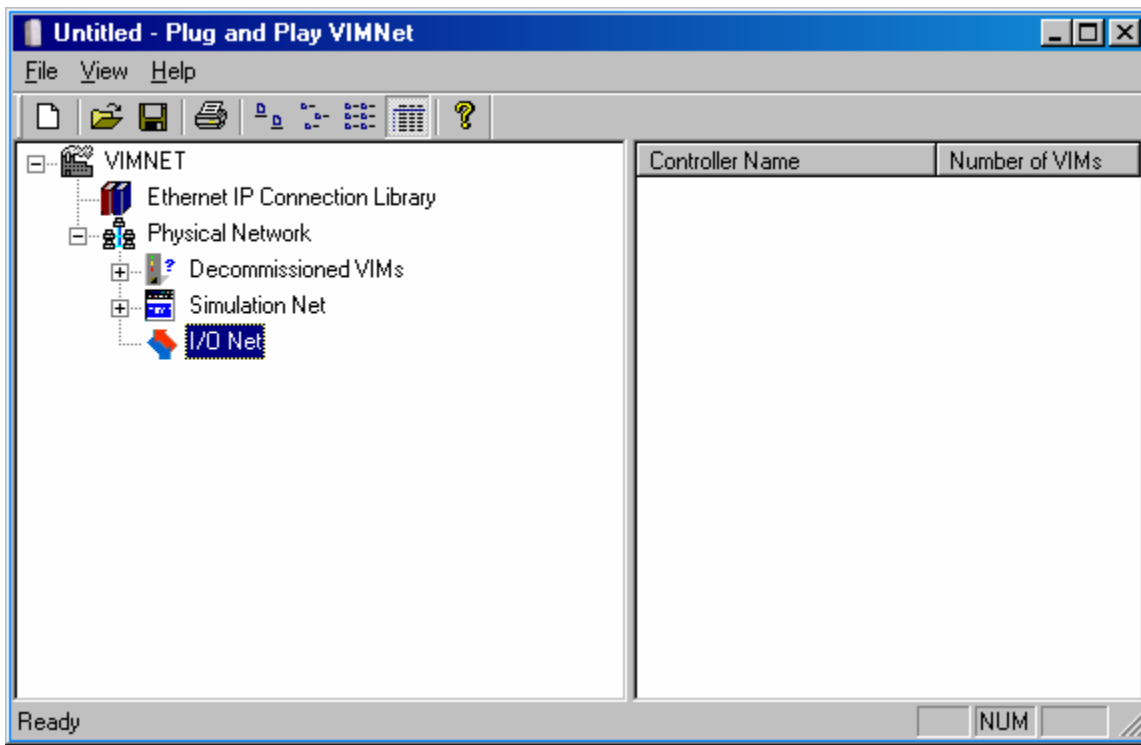 Untitled - Plug and Play VIMNet
File View Help
VIMNET
Controller Name Number of VIMs
Ethernet IP Connection Library
Physical Network
Decommissioned VIMs
Simulation Net
I/O Net
Ready NUM